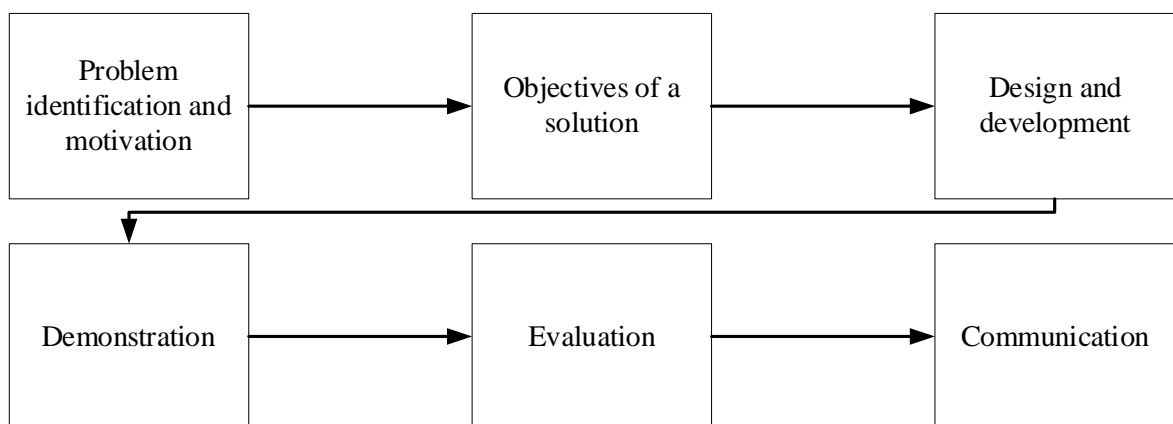 Problem
identification and
motivation
Objectives of a
solution
Design and
development
Demonstration
Evaluation
Communication